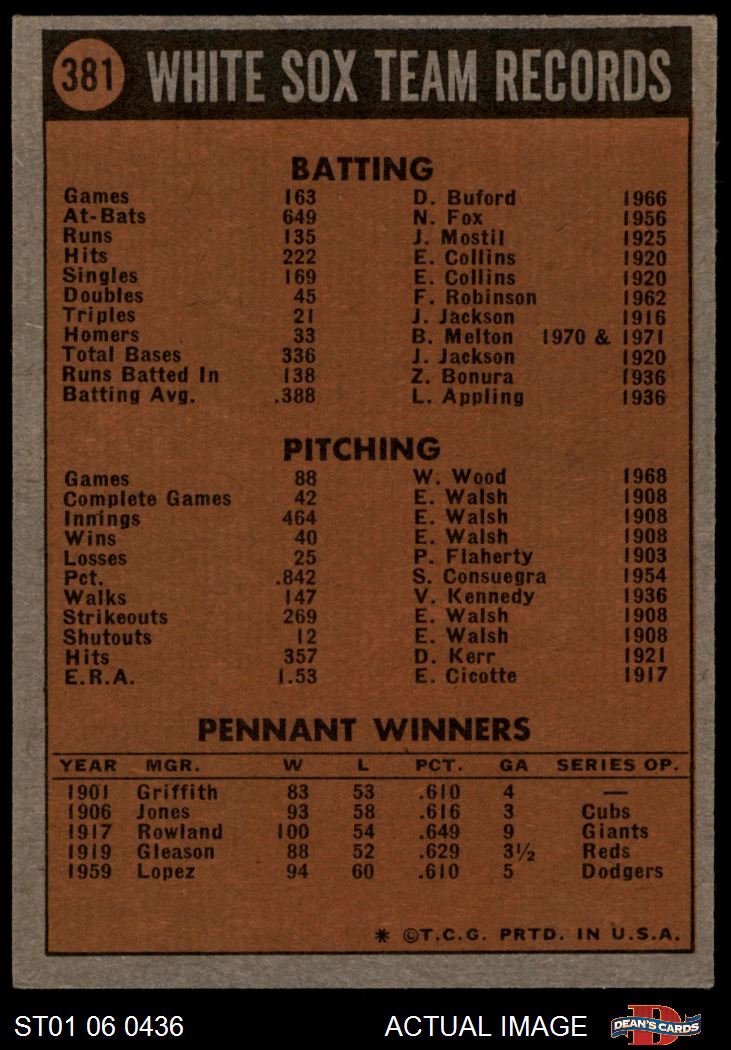 381 WHITE SOX TEAM RECORDS
BATTING
Games 163 D. Buford 1966
At-Bats 649 N. Fox 1956
Runs 135 J. Mostil 1925
Hits 222 E. Collins 1920
Singles 169 E. Collins 1920
Doubles 45 F. Robinson 1962
Triples 21 J. Jackson 1916
Homers 33 B. Melton 1970 & 1971
Total Bases 336 J. Jackson 1920
Runs Batted In 138 Z. Bonura 1936
Batting Avg. .388 L. Appling 1936
PITCHING
Games 88 W. Wood 1968
Complete Games 42 E. Walsh 1908
Innings 464 E. Walsh 1908
Wins 40 E. Walsh 1908
Losses 25 P. Flaherty 1903
Pct. .842 S. Consuegra 1954
Walks 147 V. Kennedy 1936
Strikeouts 269 E. Walsh 1908
Shutouts 12 E. Walsh 1908
Hits 357 D. Kerr 1921
E.R.A. 1.53 E. Cicotte 1917
PENNANT WINNERS
YEAR MGR. W L PCT. GA SERIES OP.
1901 Griffith 83 53 .610 4 —
1906 Jones 93 58 .616 3 Cubs
1917 Rowland 100 54 .649 9 Giants
1919 Gleason 88 52 .629 3½ Reds
1959 Lopez 94 60 .610 5 Dodgers
* ©T.C.G. PRTD. IN U.S.A.
ST01 06 0436 ACTUAL IMAGE DEAN'S CARDS